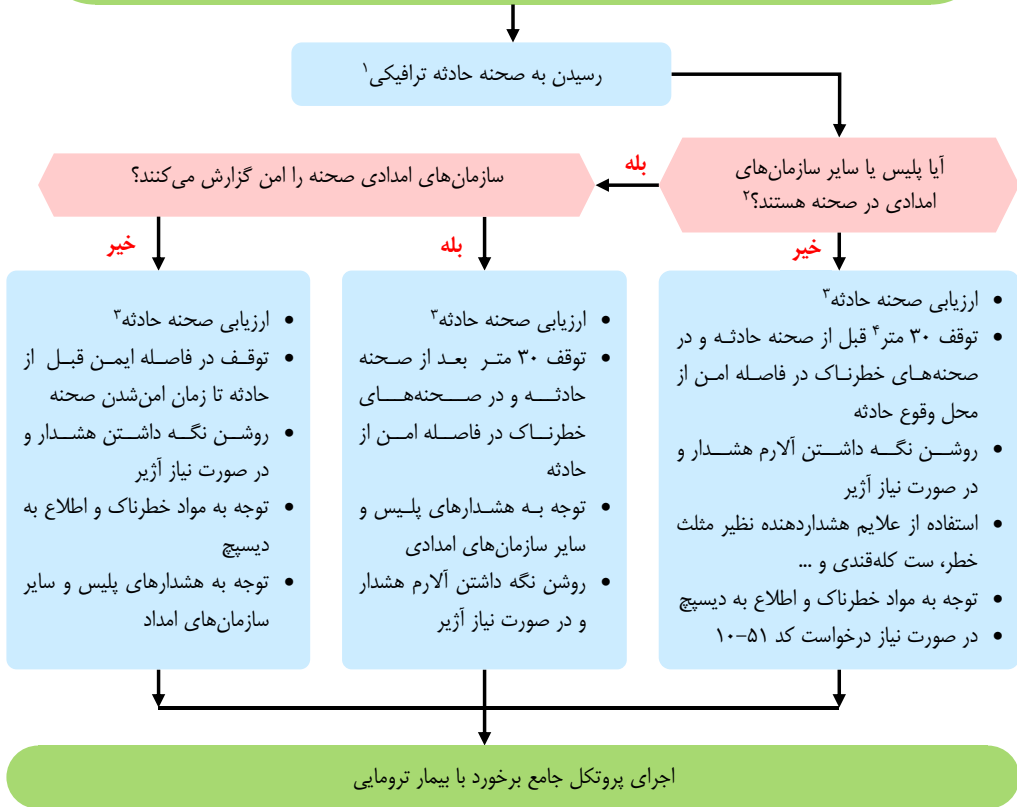 رسیدن به صحنه حادثه ترافیکی۱
آیا پلیس یا سایر سازمان‌های
امدادی در صحنه هستند؟۲
بله
سازمان‌های امدادی صحنه را امن گزارش می‌کنند؟
خیر
بله
خیر
• ارزیابی صحنه حادثه۳
• توقف ۳۰ متر۴ قبل از صحنه حادثه و در
صحنه‌های خطرناک در فاصله امن از
محل وقوع حادثه
• روشن نگه داشتن آلارم هشدار و
در صورت نیاز آژیر
• استفاده از علایم هشداردهنده نظیر مثلث
خطر، ست کله‌قندی و ...
• توجه به مواد خطرناک و اطلاع به دیسپچ
• در صورت نیاز درخواست کد ۵۱-۱۰
• ارزیابی صحنه حادثه۳
• توقف ۳۰ متر بعد از صحنه
حادثه و در صحنه‌های
خطرناک در فاصله امن از
حادثه
• توجه به هشدارهای پلیس و
سایر سازمان‌های امدادی
• روشن نگه داشتن آلارم هشدار
و در صورت نیاز آژیر
• ارزیابی صحنه حادثه۳
• توقف در فاصله ایمن قبل از
حادثه تا زمان امن‌شدن صحنه
• روشن نگه داشتن هشدار و
در صورت نیاز آژیر
• توجه به مواد خطرناک و اطلاع به
دیسپچ
• توجه به هشدارهای پلیس و سایر
سازمان‌های امداد
اجرای پروتکل جامع برخورد با بیمار ترومایی